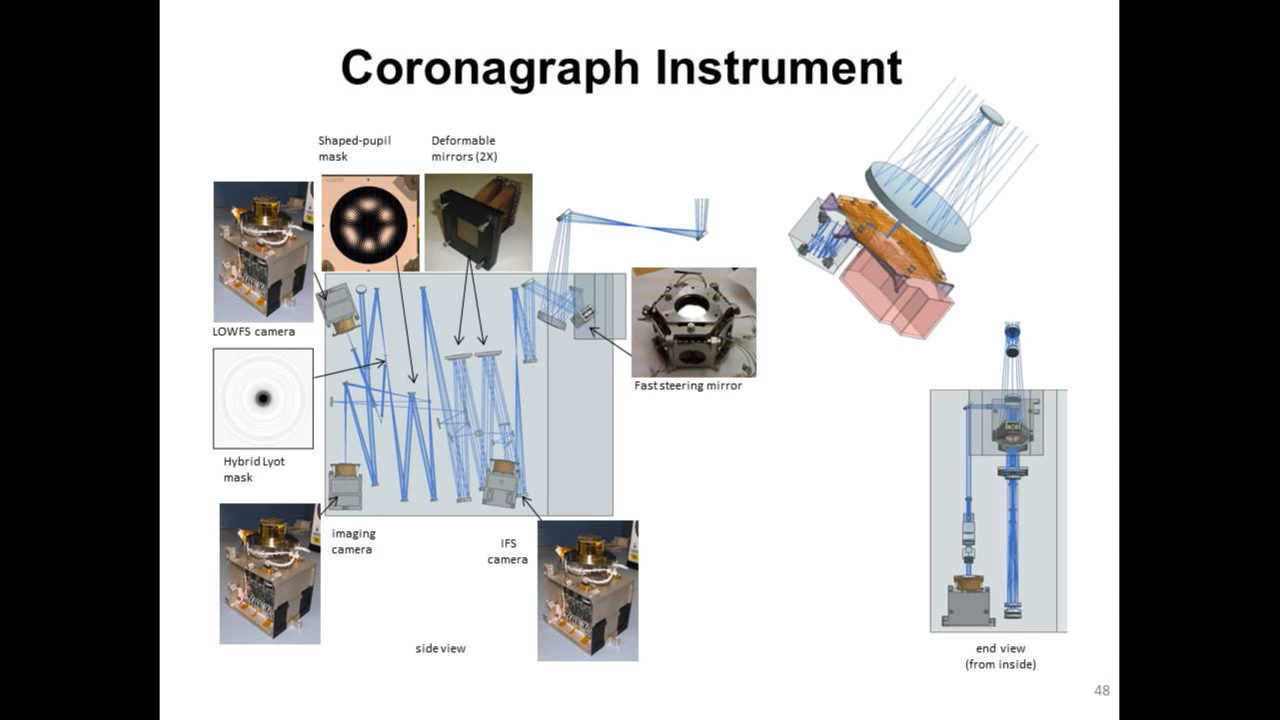 Coronagraph Instrument
Shaped-pupil
mask
Deformable
mirrors (2X)
LOWFS camera
Fast steering mirror
Hybrid Lyot
mask
imaging
camera
IFS
camera
side view
end view
(from inside)
48